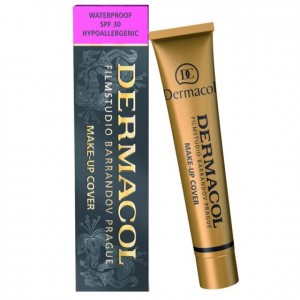 WATERPROOF
SPF 30
HYPOALLERGENIC
DERMACOL
FILMSTUDIO BARRANDOV PRAGUE
MAKE-UP COVER
DC
Dermacol
DERMACOL
FILMSTUDIO BARRANDOV PRAGUE
MAKE-UP COVER